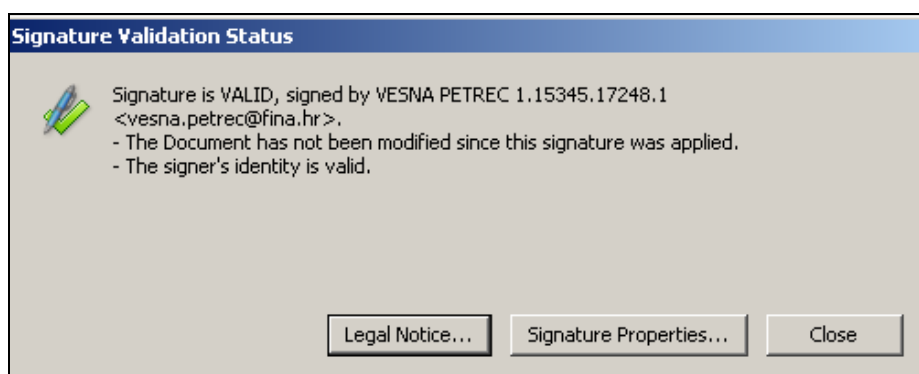 Signature Validation Status
Signature is VALID, signed by VESNA PETREC 1.15345.17248.1
<vesna.petrec@fina.hr>.
- The Document has not been modified since this signature was applied.
- The signer's identity is valid.
Legal Notice... Signature Properties... Close